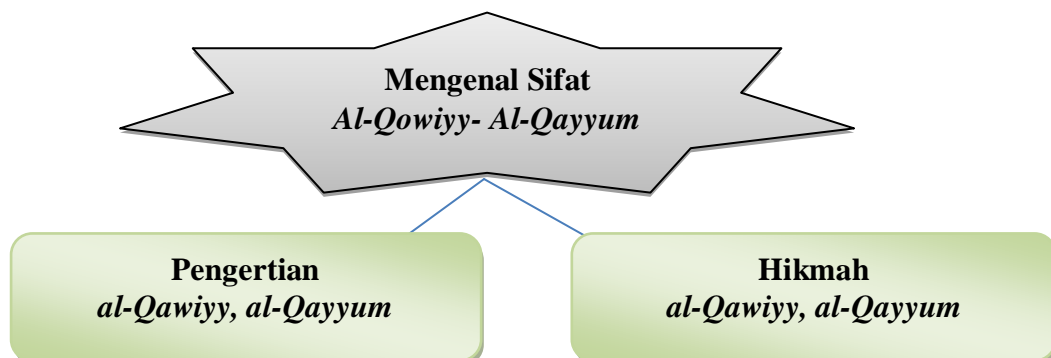 Mengenal Sifat
Al-Qowiyy- Al-Qayyum
Pengertian
al-Qawiyy, al-Qayyum
Hikmah
al-Qawiyy, al-Qayyum